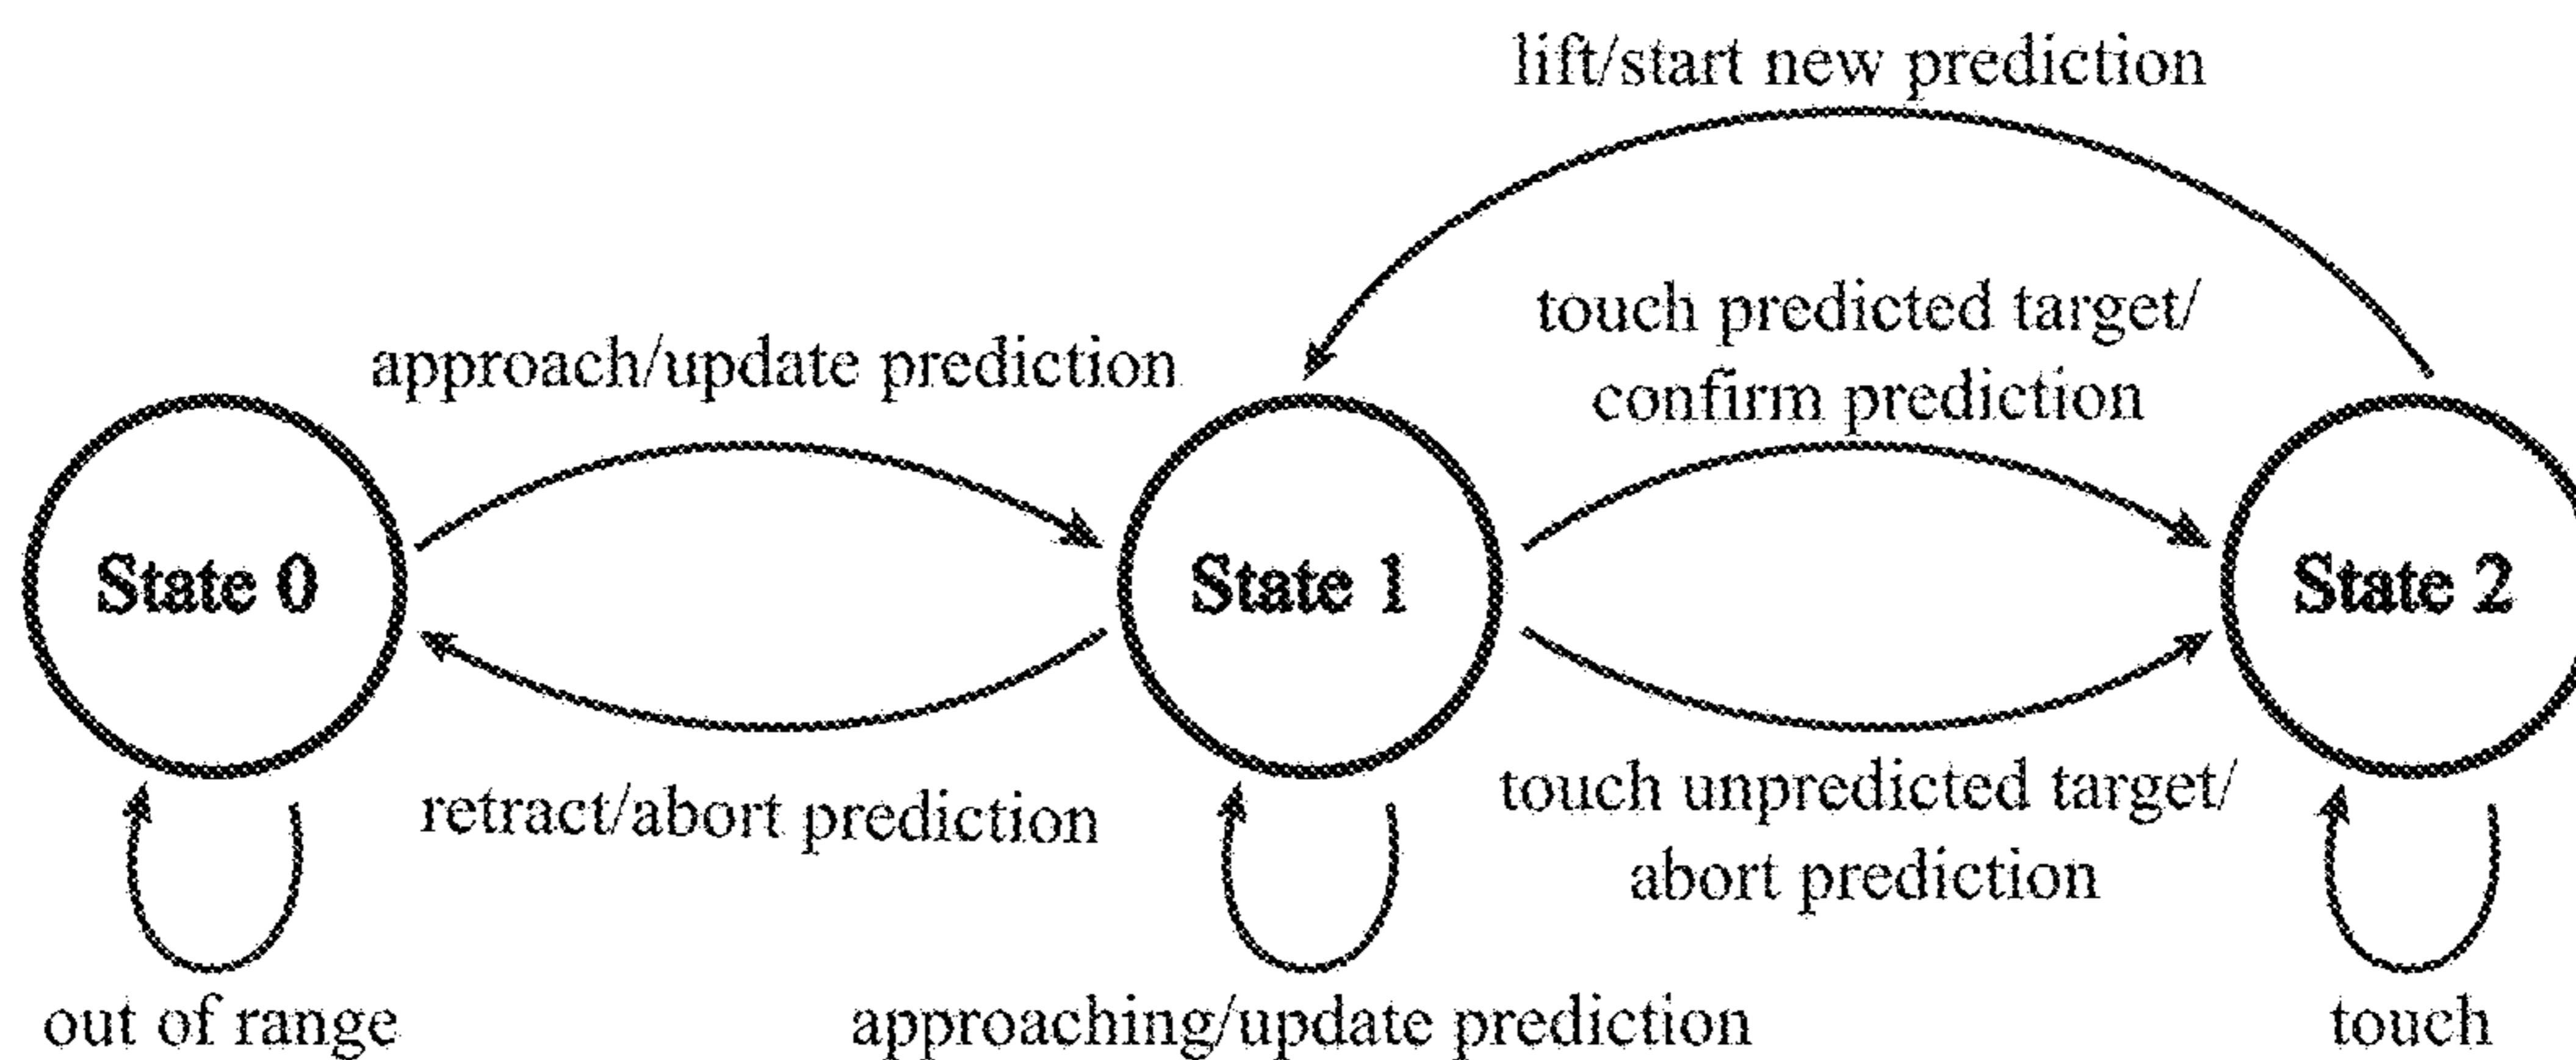 lift/start new prediction
touch predicted target/
confirm prediction
approach/update prediction
State 0
State 1
State 2
retract/abort prediction
touch unpredicted target/
abort prediction
out of range
approaching/update prediction
touch